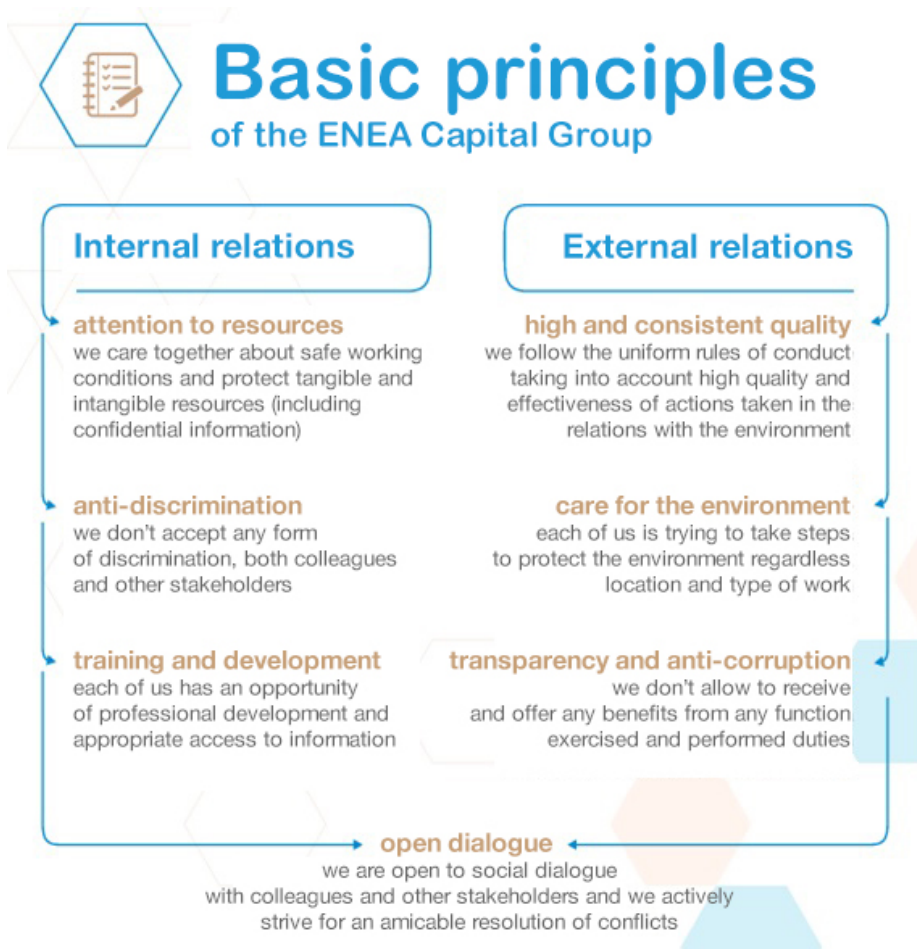 Basic principles
of the ENEA Capital Group
Internal relations
attention to resources
we care together about safe working
conditions and protect tangible and
intangible resources (including
confidential information)
anti-discrimination
we don't accept any form
of discrimination, both colleagues
and other stakeholders
training and development
each of us has an opportunity
of professional development and
appropriate access to information
External relations
high and consistent quality
we follow the uniform rules of conduct
taking into account high quality and
effectiveness of actions taken in the
relations with the environment
care for the environment
each of us is trying to take steps
to protect the environment regardless
location and type of work
transparency and anti-corruption
we don't allow to receive
and offer any benefits from any function
exercised and performed duties
open dialogue
we are open to social dialogue
with colleagues and other stakeholders and we actively
strive for an amicable resolution of conflicts